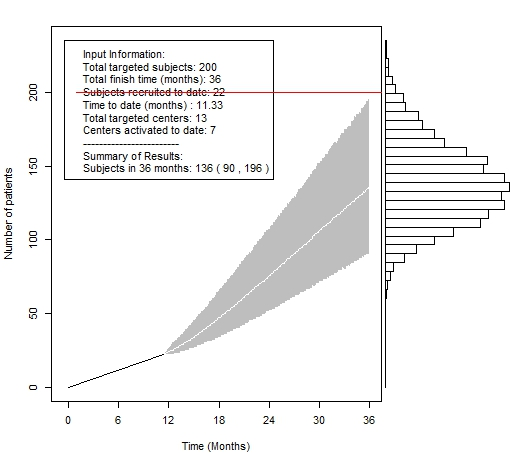 Input Information:
Total targeted subjects: 200
Total finish time (months): 36
Subjects recruited to date: 22
Time to date (months) : 11.33
Total targeted centers: 13
Centers activated to date: 7
------------------------
Summary of Results:
Subjects in 36 months: 136 ( 90 , 196 )
Number of patients
200
150
100
50
0
0 6 12 18 24 30 36
Time (Months)